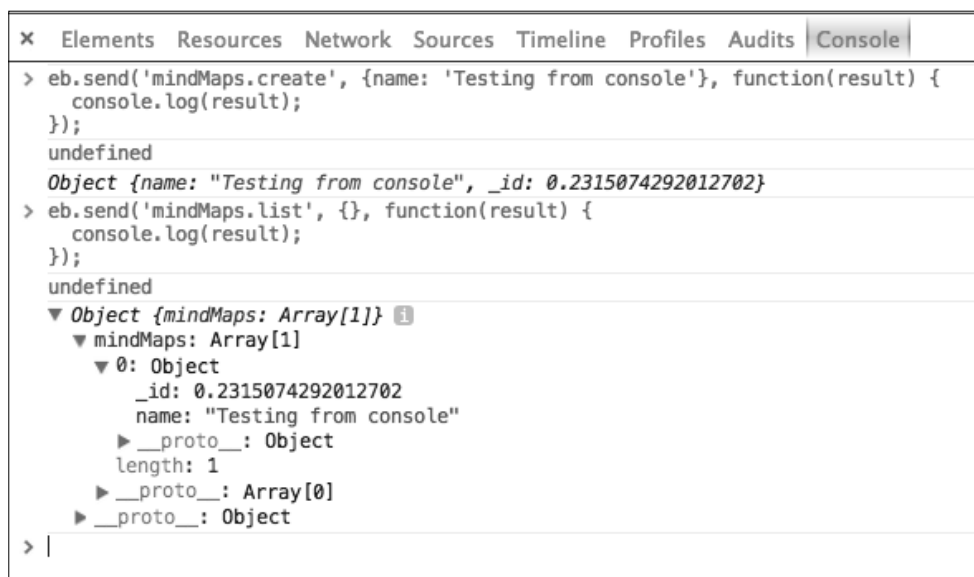 × Elements Resources Network Sources Timeline Profiles Audits Console
> eb.send('mindMaps.create', {name: 'Testing from console'}, function(result) {
console.log(result);
});
undefined
Object {name: "Testing from console", _id: 0.2315074292012702}
> eb.send('mindMaps.list', {}, function(result) {
console.log(result);
});
undefined
▼ Object {mindMaps: Array[1]} i
▼ mindMaps: Array[1]
▼ 0: Object
_id: 0.2315074292012702
name: "Testing from console"
▶ __proto__: Object
length: 1
▶ __proto__: Array[0]
▶ __proto__: Object
>